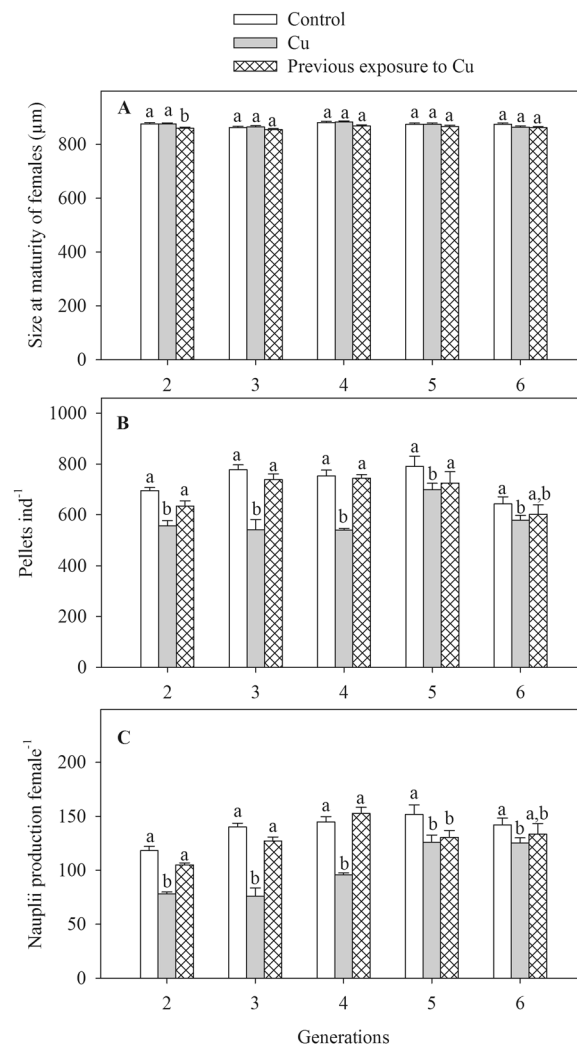 Control
Cu
Previous exposure to Cu
A
a a b a a a a a a a a a a a a
Size at maturity of females (µm)
800
600
400
200
0
2 3 4 5 6
B
a b a a b a a b a a b a a b a,b
Pellets ind-1
1000
800
600
400
200
0
2 3 4 5 6
C
a b a a b a a b a a b b a b a,b
Nauplii production female-1
200
150
100
50
0
2 3 4 5 6
Generations